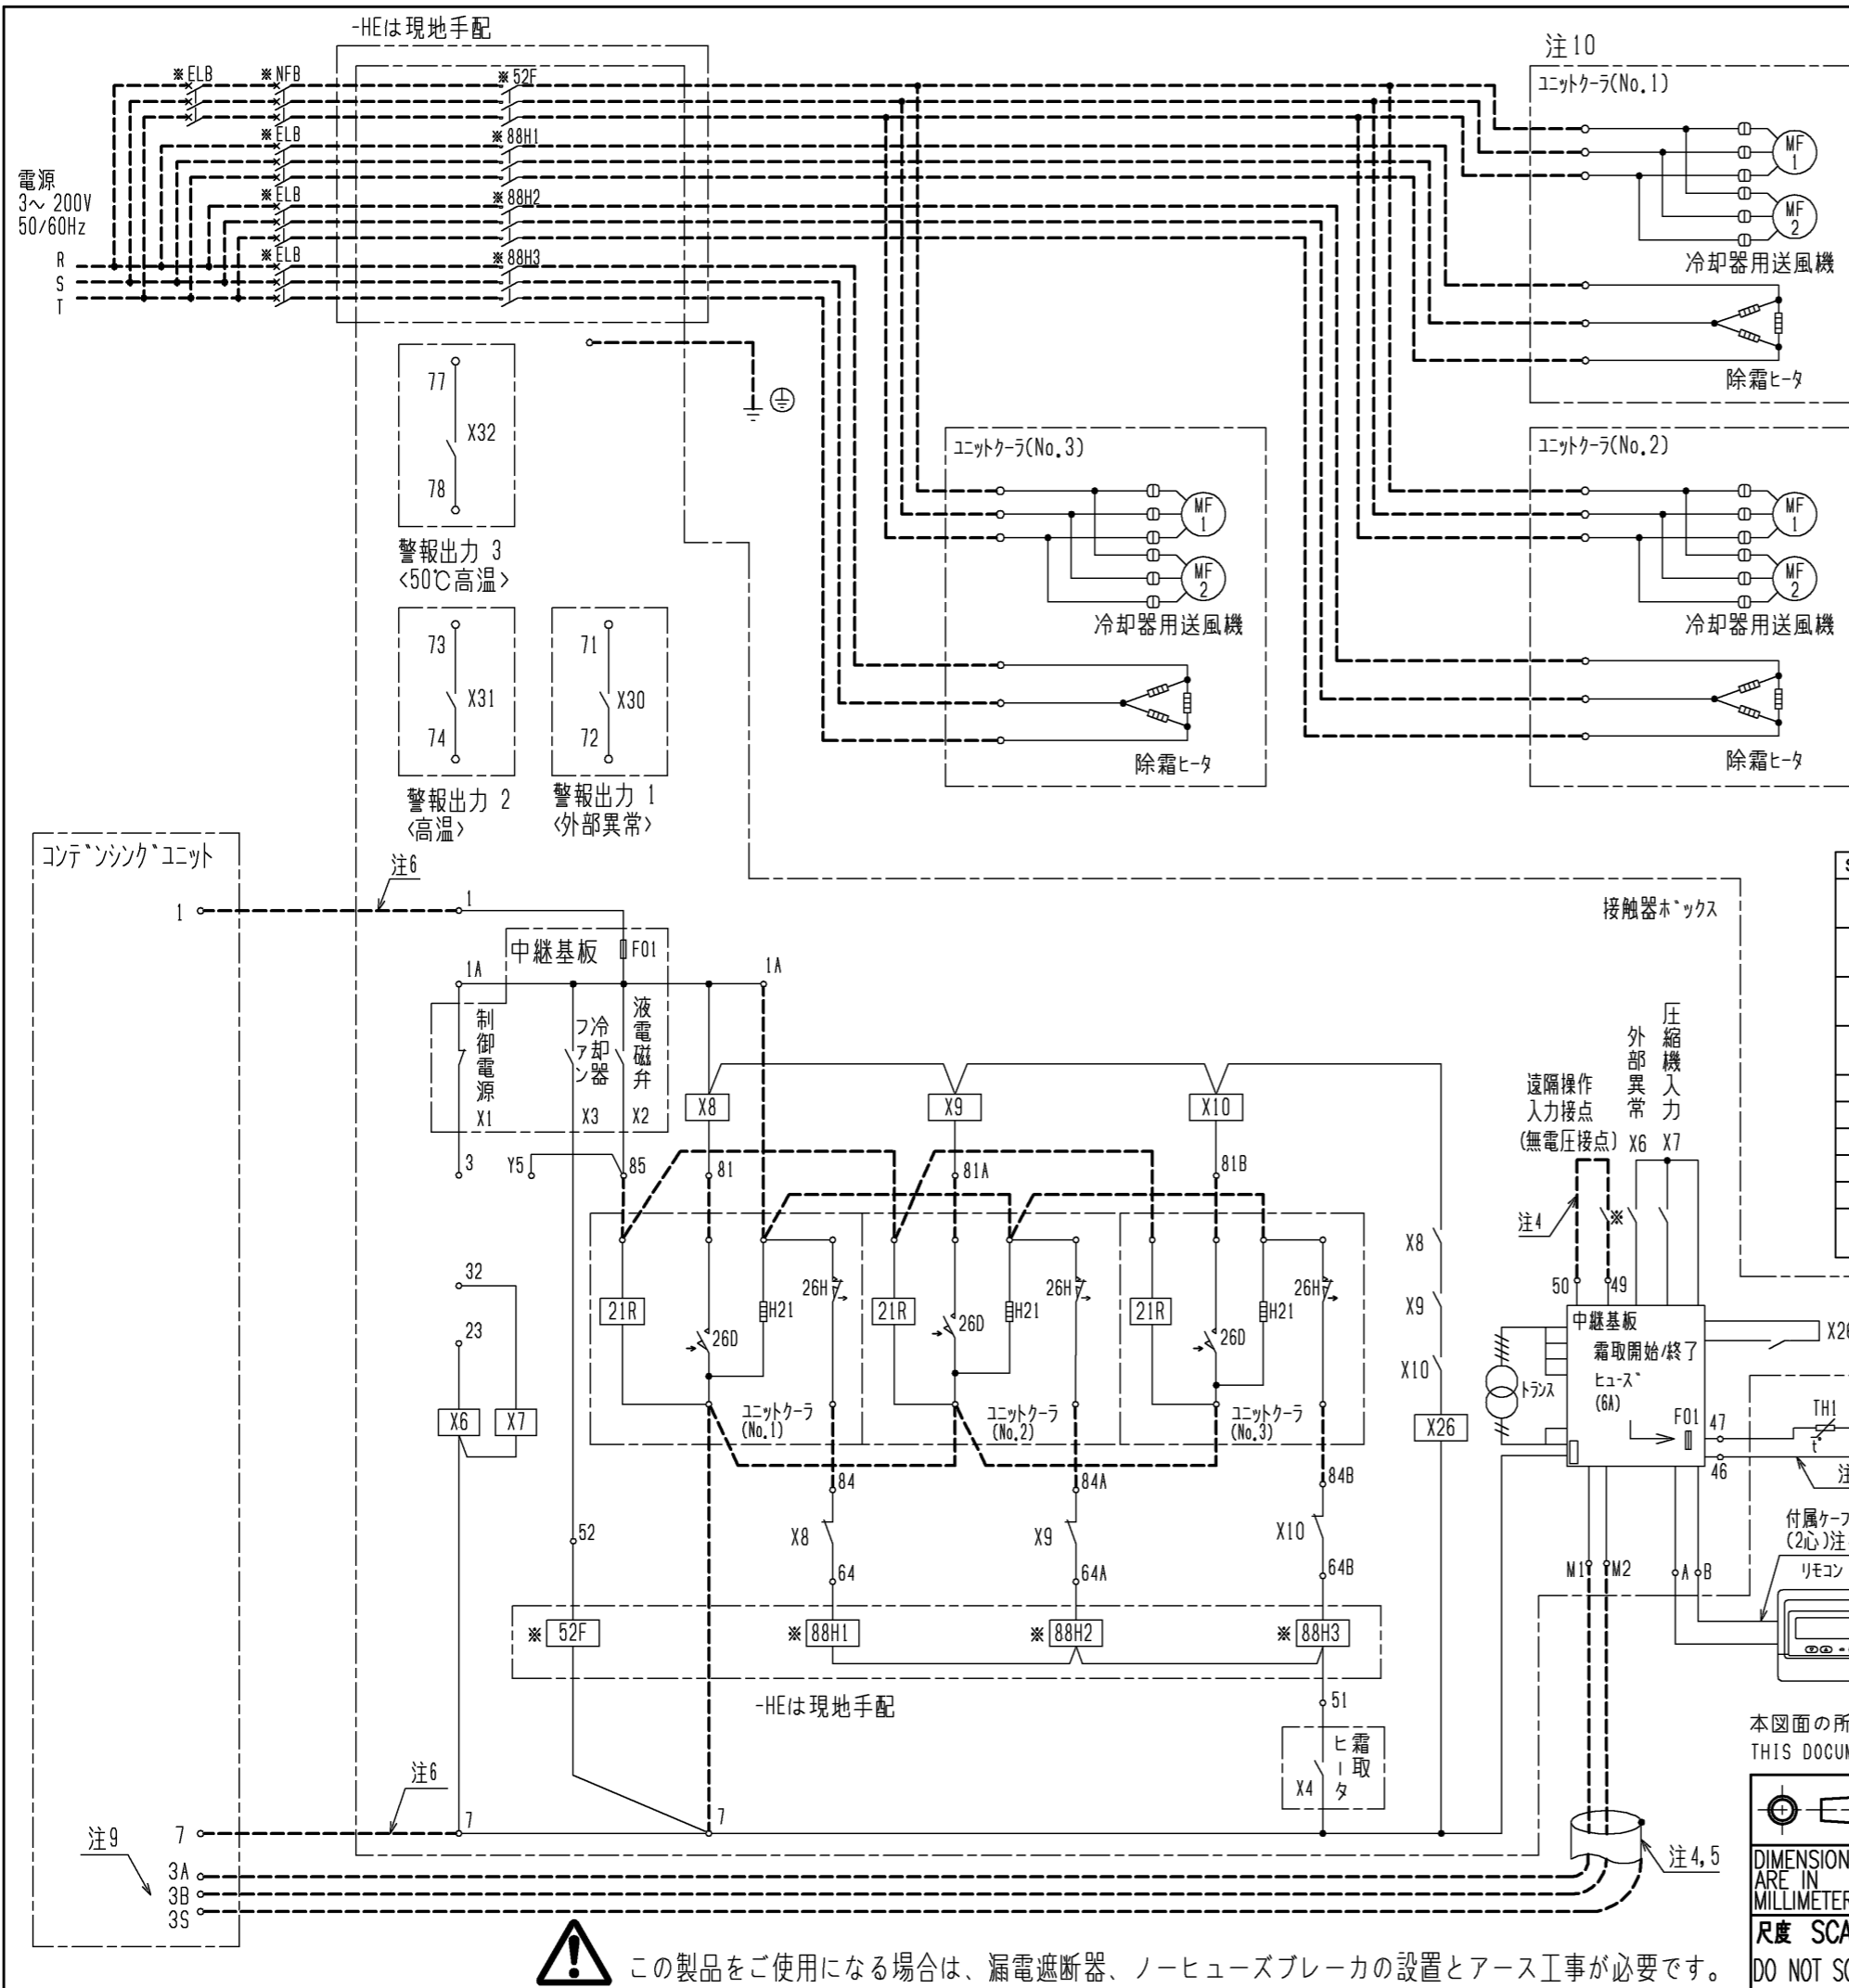 -HEは現地手配
※ELB
※NFB
※52F
※ELB
※88H1
※ELB
※88H2
※ELB
※88H3
電源
3～ 200V
50/60Hz
R
S
T
注10
ユニットクーラ(No.1)
MF
1
MF
2
冷却器用送風機
除霜ヒータ
ユニットクーラ(No.2)
MF
1
MF
2
冷却器用送風機
除霜ヒータ
ユニットクーラ(No.3)
MF
1
MF
2
冷却器用送風機
除霜ヒータ
77
X32
78
警報出力 3
<50℃高温>
73
X31
74
警報出力 2
<高温>
71
X30
72
警報出力 1
<外部異常>
コンデンシングユニット
注6
1
1
接触器ボックス
中継基板
F01
1A
1A
制御電源
X1
冷却器ファン
X3
液電磁弁
X2
X8
X9
X10
3
Y5
85
81
81A
81B
32
23
X6
X7
21R
26D
H21
26H
ユニットクーラ
(No.1)
21R
26D
H21
26H
ユニットクーラ
(No.2)
21R
26D
H21
26H
ユニットクーラ
(No.3)
X8
X9
X10
X26
52
84
84A
84B
X8
X9
X10
64
64A
64B
※52F
※88H1
※88H2
※88H3
-HEは現地手配
51
霜取ヒータ
X4
遠隔操作
入力接点
(無電圧接点)
外部異常
X6
圧縮機入力
X7
注4
※
50
49
中継基板
霜取開始/終了
ヒューズ
(6A)
F01
トランス
X26
47
46
TH1
t°
注
付属ケーブ
(2心)注
リモコン
M1
M2
A
B
本図面の所
THIS DOCUM
注6
7
7
注9
7
3A
3B
3S
注4,5
DIMENSION
ARE IN
MILLIMETER
尺度 SCA
DO NOT SC
この製品をご使用になる場合は、漏電遮断器、ノーヒューズブレーカの設置とアース工事が必要です。